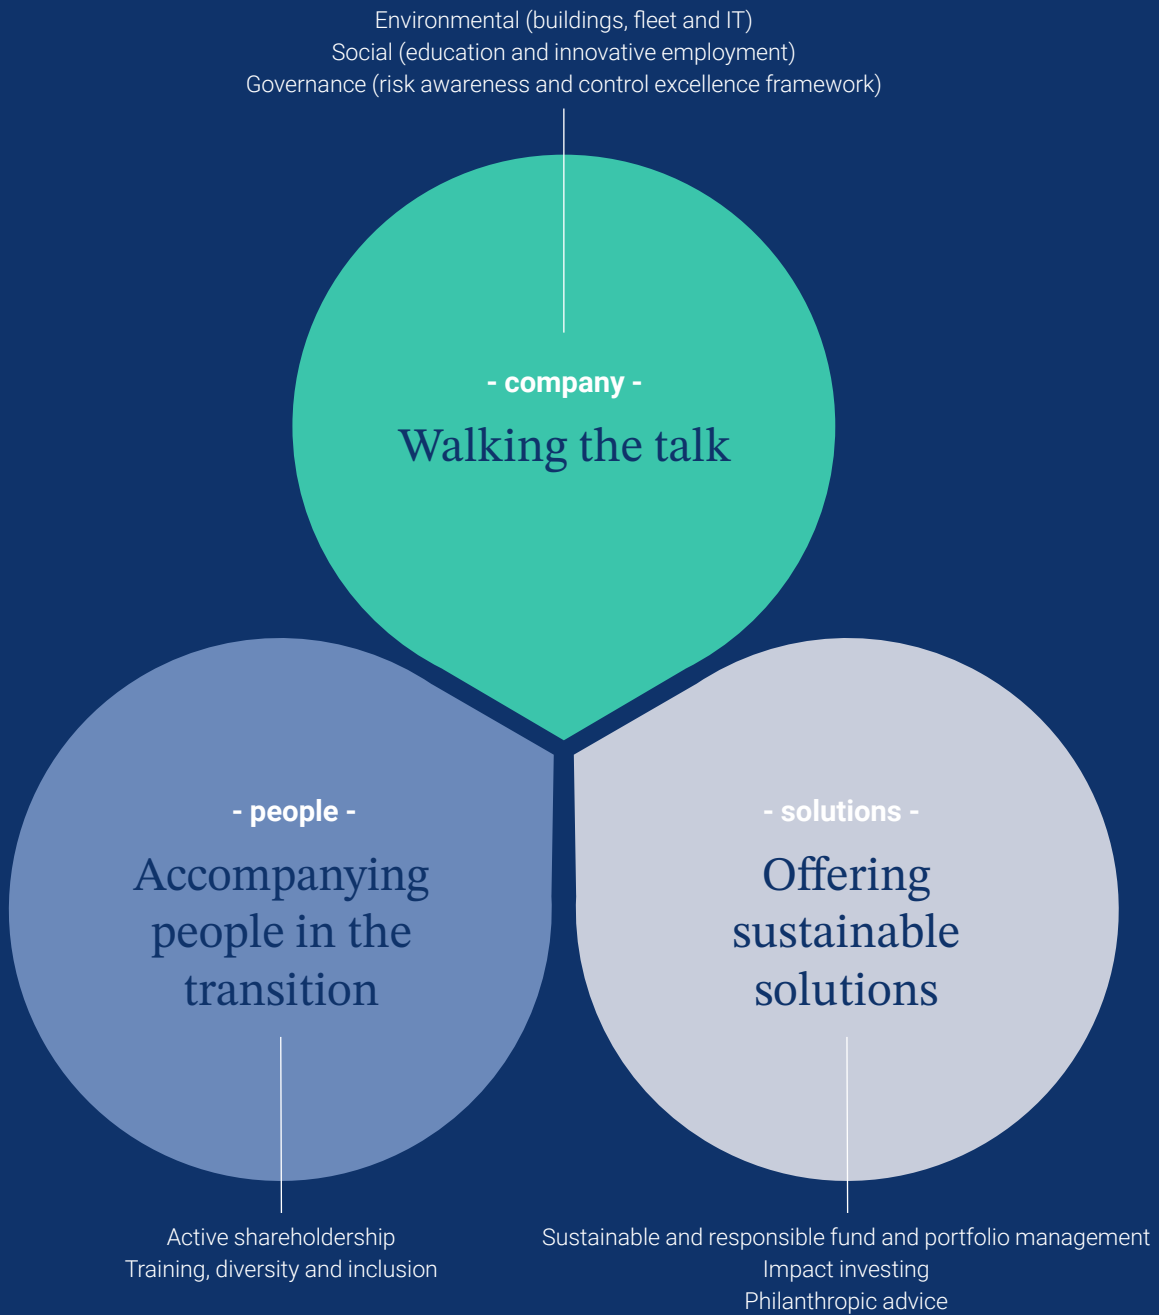 Environmental (buildings, fleet and IT)
Social (education and innovative employment)
Governance (risk awareness and control excellence framework)
- company -
Walking the talk
- people -
Accompanying
people in the
transition
- solutions -
Offering
sustainable
solutions
Active shareholdership
Training, diversity and inclusion
Sustainable and responsible fund and portfolio management
Impact investing
Philanthropic advice